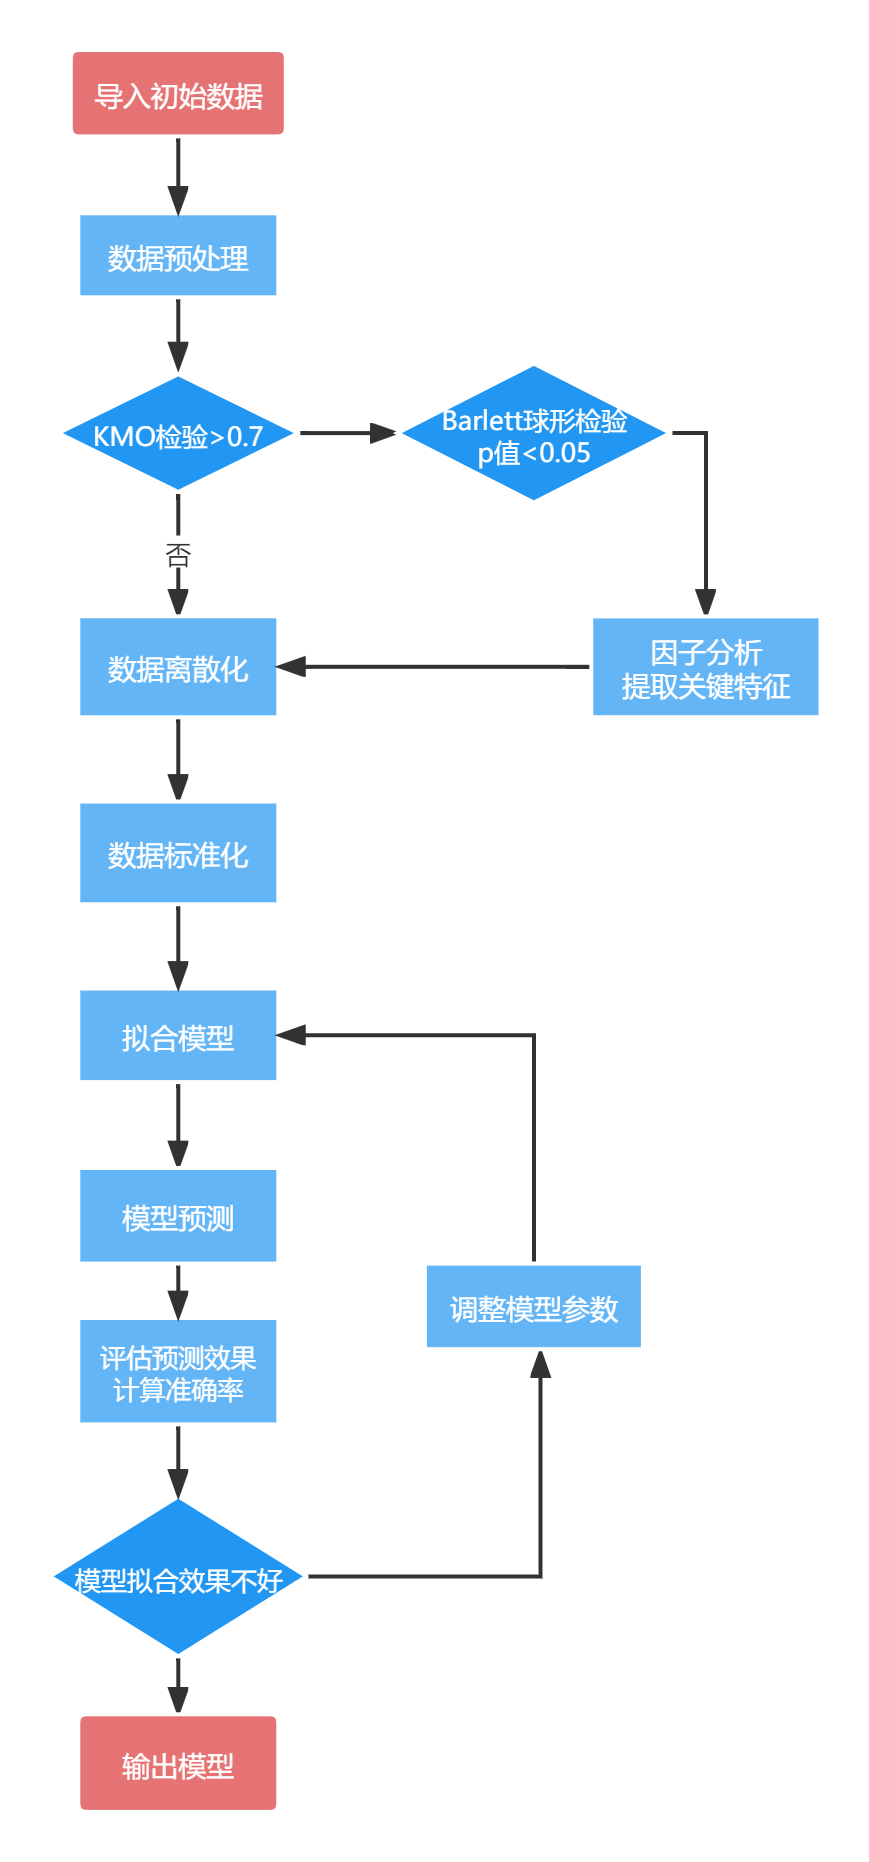 导入初始数据
数据预处理
KMO检验>0.7
Barlett球形检验
p值<0.05
否
数据离散化
因子分析
提取关键特征
数据标准化
拟合模型
模型预测
调整模型参数
评估预测效果
计算准确率
模型拟合效果不好
输出模型